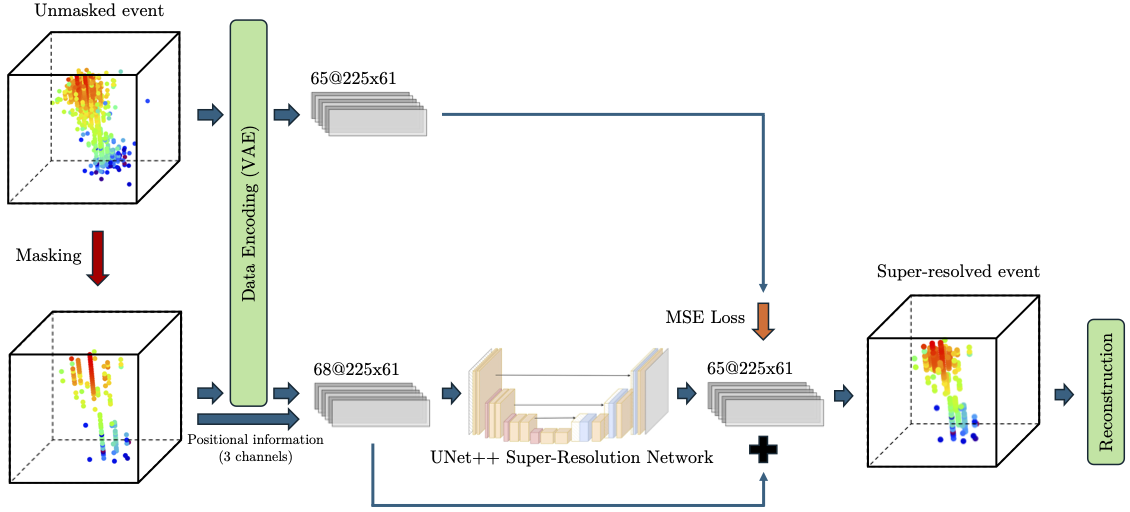 Unmasked event
Data Encoding (VAE)
65@225x61
Masking
Super-resolved event
MSE Loss
68@225x61
65@225x61
Positional information
(3 channels)
UNet++ Super-Resolution Network
Reconstruction